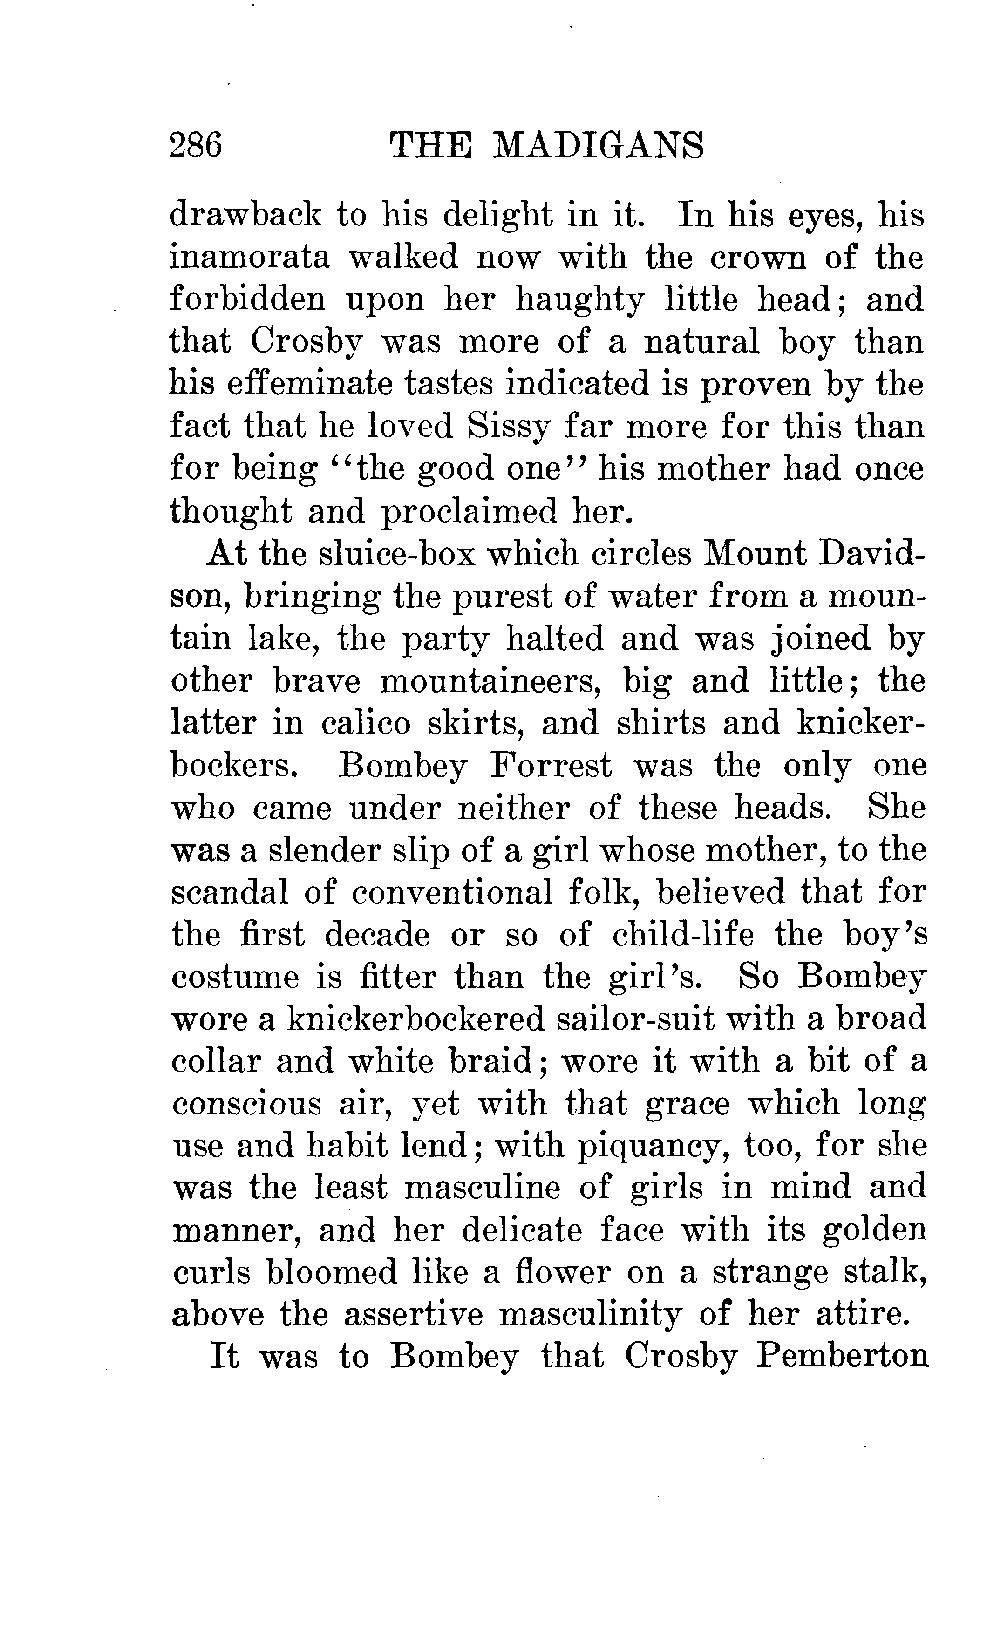 286 THE MADIGANS
drawback to his delight in it. In his eyes, his
inamorata walked now with the crown of the
forbidden upon her haughty little head; and
that Crosby was more of a natural boy than
his effeminate tastes indicated is proven by the
fact that he loved Sissy far more for this than
for being "the good one" his mother had once
thought and proclaimed her.
At the sluice-box which circles Mount David-
son, bringing the purest of water from a moun-
tain lake, the party halted and was joined by
other brave mountaineers, big and little; the
latter in calico skirts, and shirts and knicker-
bockers. Bombey Forrest was the only one
who came under neither of these heads. She
was a slender slip of a girl whose mother, to the
scandal of conventional folk, believed that for
the first decade or so of child-life the boy's
costume is fitter than the girl's. So Bombey
wore a knickerbockered sailor-suit with a broad
collar and white braid; wore it with a bit of a
conscious air, yet with that grace which long
use and habit lend; with piquancy, too, for she
was the least masculine of girls in mind and
manner, and her delicate face with its golden
curls bloomed like a flower on a strange stalk,
above the assertive masculinity of her attire.
It was to Bombey that Crosby Pemberton